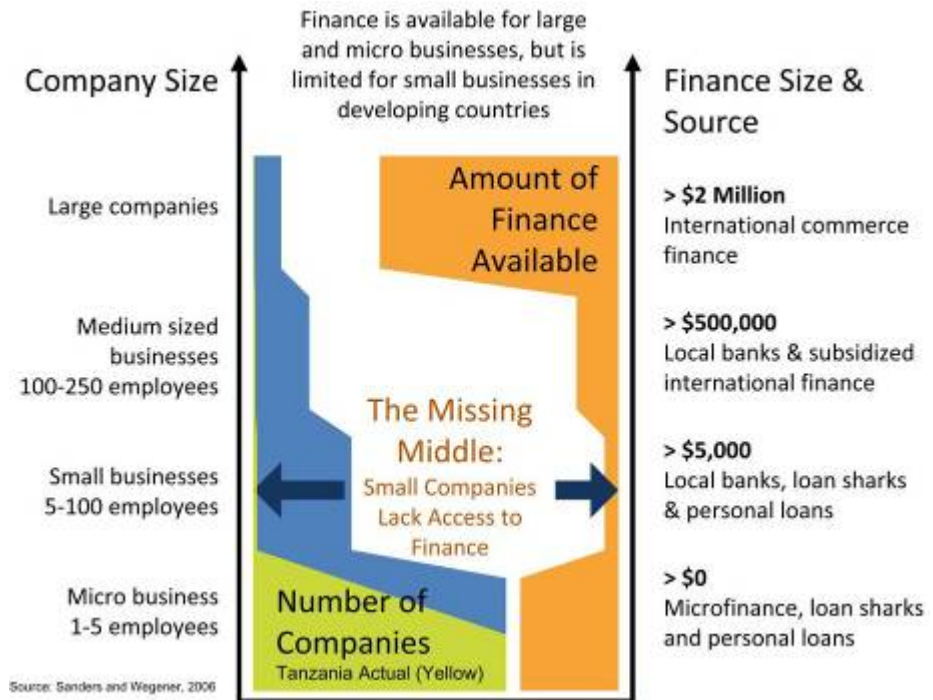 Finance is available for large
and micro businesses, but is
limited for small businesses in
developing countries
Company Size
Finance Size &
Source
Large companies
Amount of
Finance
Available
> $2 Million
International commerce
finance
Medium sized
businesses
100-250 employees
> $500,000
Local banks & subsidized
international finance
The Missing
Middle:
Small Companies
Lack Access to
Finance
Small businesses
5-100 employees
> $5,000
Local banks, loan sharks
& personal loans
Micro business
1-5 employees
Number of
Companies
Tanzania Actual (Yellow)
> $0
Microfinance, loan sharks
and personal loans
Source: Sanders and Wegener, 2006